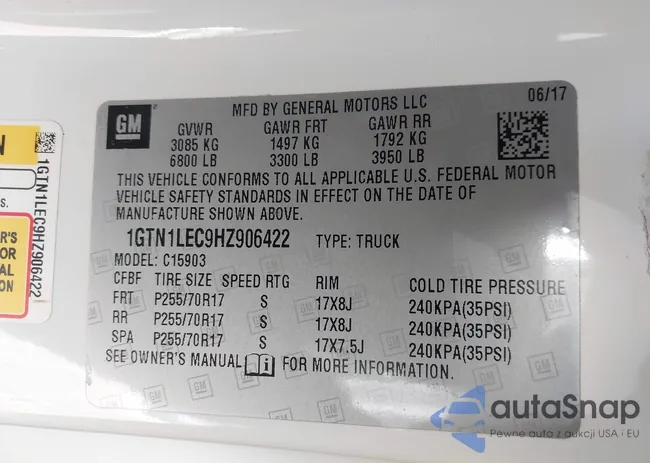 GM
MFD BY GENERAL MOTORS LLC 06/17
GVWR GAWR FRT GAWR RR
3085 KG 1497 KG 1792 KG
6800 LB 3300 LB 3950 LB
THIS VEHICLE CONFORMS TO ALL APPLICABLE U.S. FEDERAL MOTOR
VEHICLE SAFETY STANDARDS IN EFFECT ON THE DATE OF
MANUFACTURE SHOWN ABOVE.
1GTN1LEC9HZ906422 TYPE: TRUCK
MODEL: C15903
CFBF TIRE SIZE SPEED RTG RIM COLD TIRE PRESSURE
FRT P255/70R17 S 17X8J 240KPA(35PSI)
RR P255/70R17 S 17X8J 240KPA(35PSI)
SPA P255/70R17 S 17X7.5J 240KPA(35PSI)
SEE OWNER'S MANUAL FOR MORE INFORMATION.
1GTN1LEC9HZ906422
autaSnap
Pewne auta z aukcji USA i EU